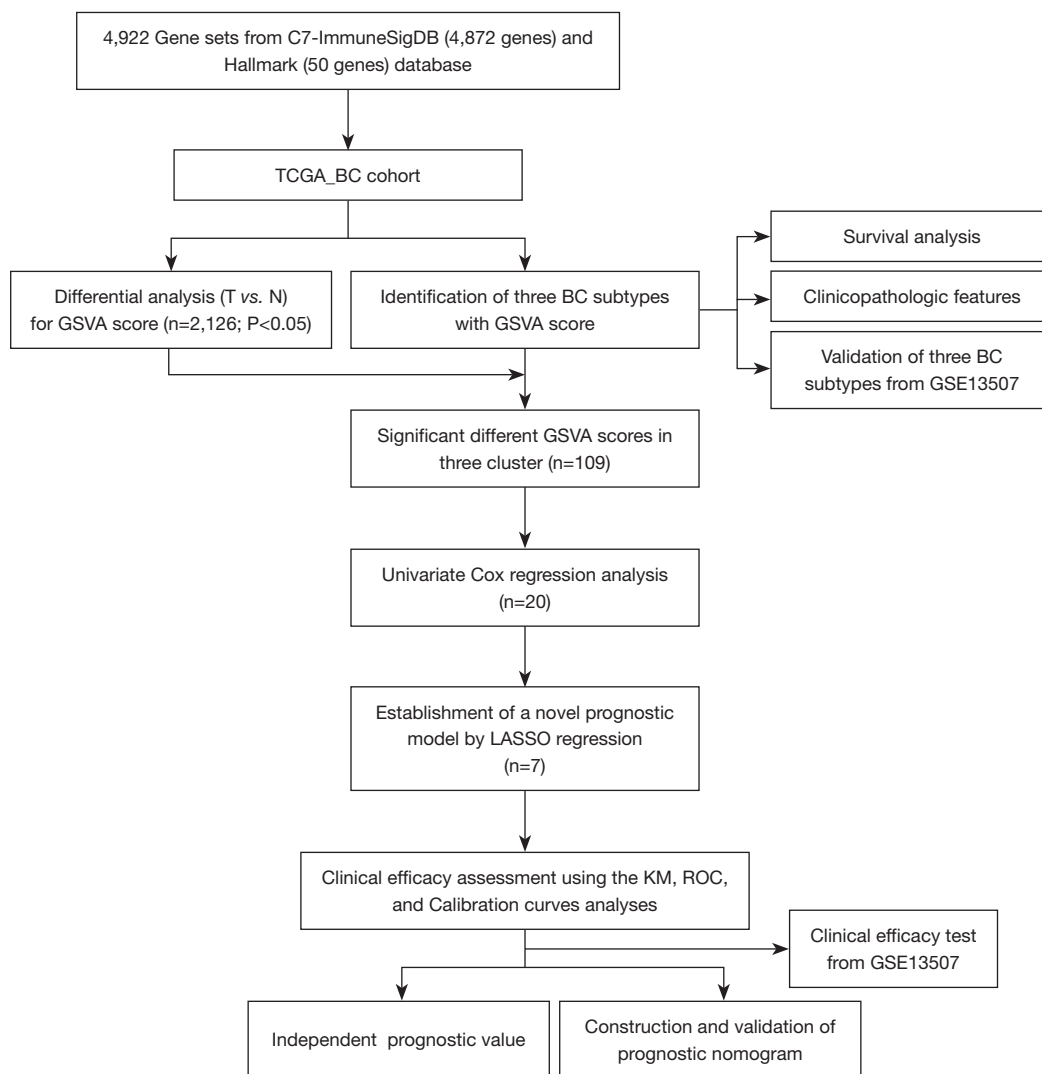 4,922 Gene sets from C7-ImmuneSigDB (4,872 genes) and
Hallmark (50 genes) database
TCGA_BC cohort
Differential analysis (T vs. N)
for GSVA score (n=2,126; P<0.05)
Identification of three BC subtypes
with GSVA score
Survival analysis
Clinicopathologic features
Validation of three BC
subtypes from GSE13507
Significant different GSVA scores in
three cluster (n=109)
Univariate Cox regression analysis
(n=20)
Establishment of a novel prognostic
model by LASSO regression
(n=7)
Clinical efficacy assessment using the KM, ROC,
and Calibration curves analyses
Clinical efficacy test
from GSE13507
Independent prognostic value
Construction and validation of
prognostic nomogram